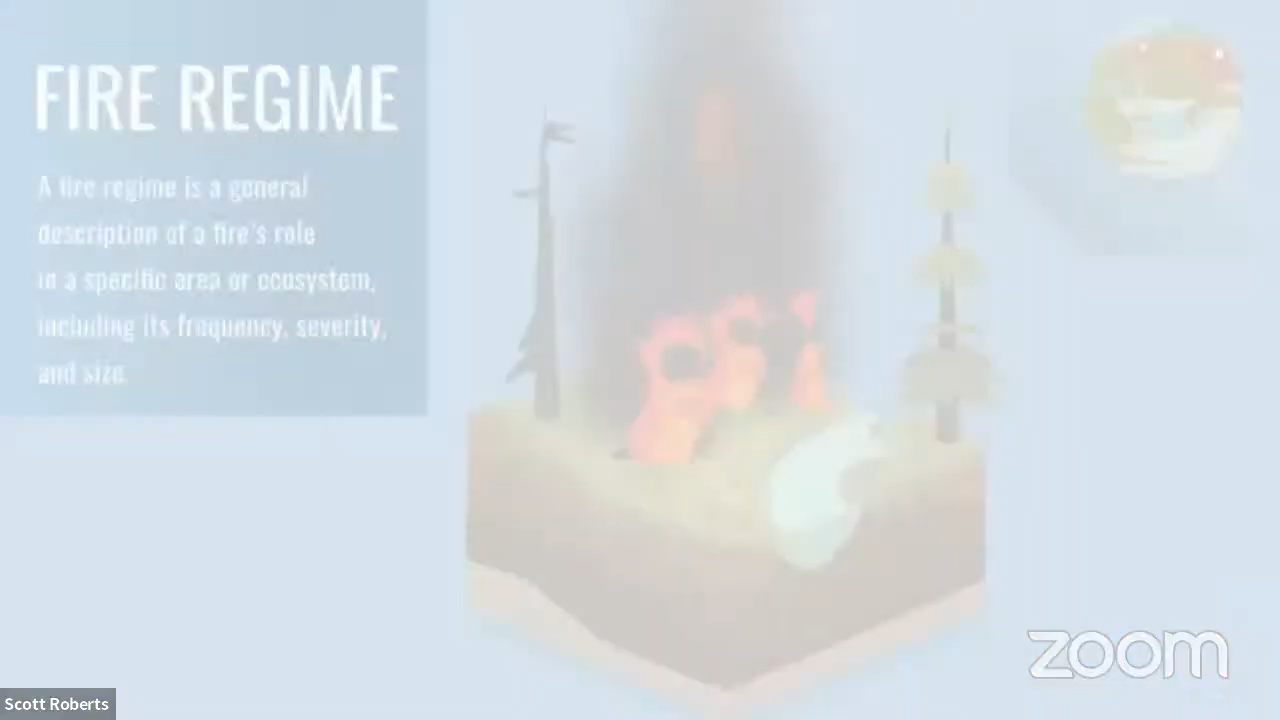 FIRE REGIME
A fire regime is a general
description of a fire's role
in a specific area or ecosystem,
including its frequency, severity,
and size.
zoom
Scott Roberts